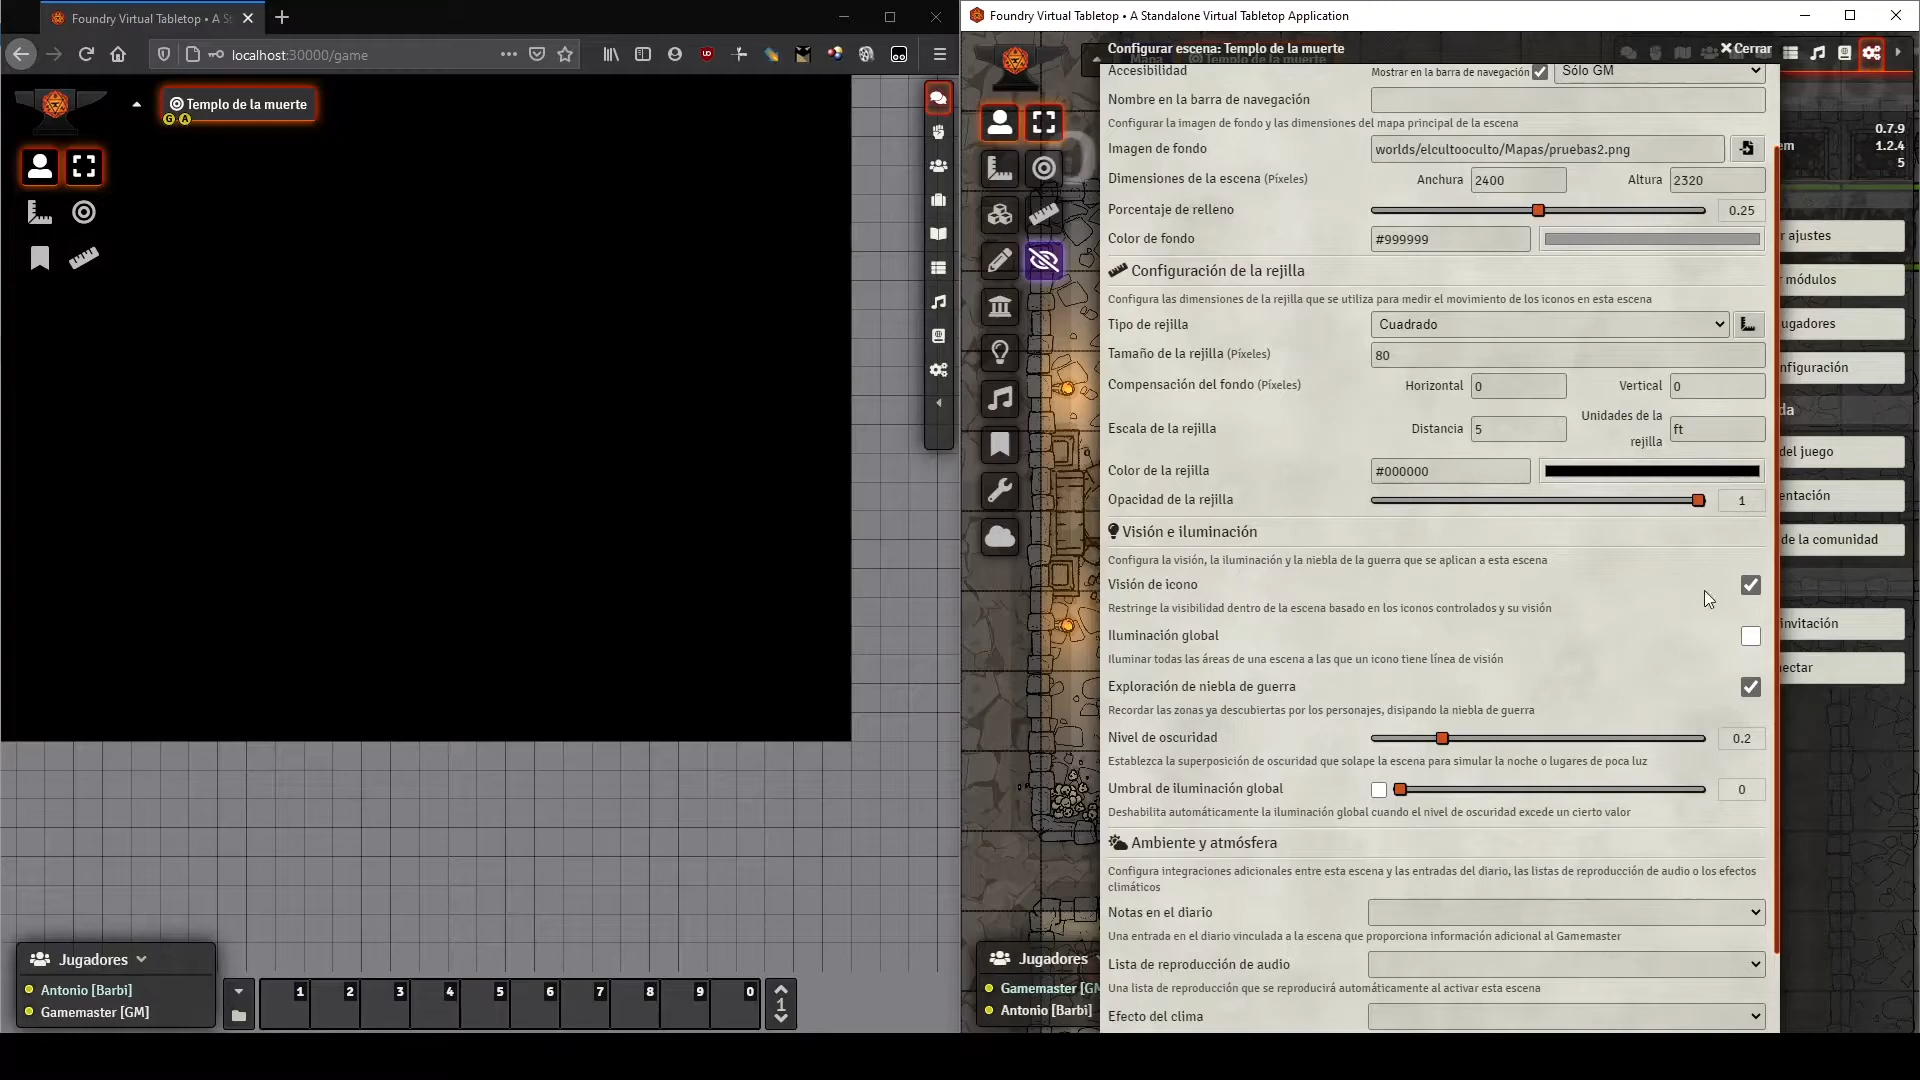 Foundry Virtual Tabletop • A St
localhost:30000/game
Templo de la muerte
G A
Jugadores
Antonio [Barbi]
Gamemaster [GM]
1 2 3 4 5 6 7 8 9 0
1
Foundry Virtual Tabletop • A Standalone Virtual Tabletop Application
Configurar escena: Templo de la muerte
Cerrar
Mapa
Templo de la muerte
Accesibilidad
Mostrar en la barra de navegación
Sólo GM
Nombre en la barra de navegación
Configurar la imagen de fondo y las dimensiones del mapa principal de la escena
Imagen de fondo
worlds/elcultooculto/Mapas/pruebas2.png
Dimensiones de la escena (Píxeles)
Anchura 2400
Altura 2320
Porcentaje de relleno
0.25
Color de fondo
#999999
Configuración de la rejilla
Configura las dimensiones de la rejilla que se utiliza para medir el movimiento de los iconos en esta escena
Tipo de rejilla
Cuadrado
Tamaño de la rejilla (Píxeles)
80
Compensación del fondo (Píxeles)
Horizontal 0
Vertical 0
Escala de la rejilla
Distancia 5
Unidades de la
rejilla
ft
Color de la rejilla
#000000
Opacidad de la rejilla
1
Visión e iluminación
Configura la visión, la iluminación y la niebla de la guerra que se aplican a esta escena
Visión de icono
Restringe la visibilidad dentro de la escena basado en los iconos controlados y su visión
Iluminación global
Iluminar todas las áreas de una escena a las que un icono tiene línea de visión
Exploración de niebla de guerra
Recordar las zonas ya descubiertas por los personajes, disipando la niebla de guerra
Nivel de oscuridad
0.2
Establezca la superposición de oscuridad que solape la escena para simular la noche o lugares de poca luz
Umbral de iluminación global
0
Deshabilita automáticamente la iluminación global cuando el nivel de oscuridad excede un cierto valor
Ambiente y atmósfera
Configura integraciones adicionales entre esta escena y las entradas del diario, las listas de reproducción de audio o los efectos
climáticos
Notas en el diario
Una entrada en el diario vinculada a la escena que proporciona información adicional al Gamemaster
Lista de reproducción de audio
Una lista de reproducción que se reproducirá automáticamente al activar esta escena
Efecto del clima
Jugadores
Gamemaster [GM
Antonio [Barbi]
0.7.9
em 1.2.4
5
r ajustes
módulos
ugadores
nfiguración
da
del juego
entación
de la comunidad
invitación
nectar